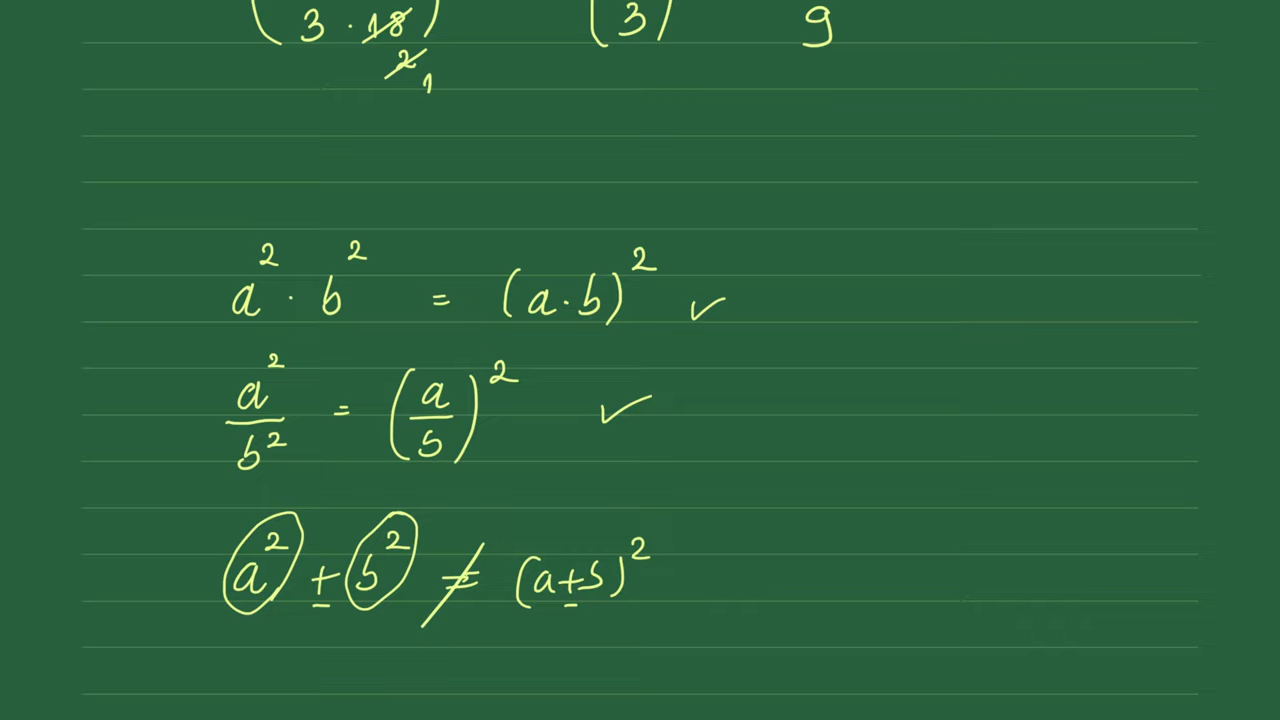 (3 · 18) (3) 9
2 1
a² · b² = (a·b)² ✓
a²/b² = (a/b)² ✓
a² + b² ≠ (a+b)²